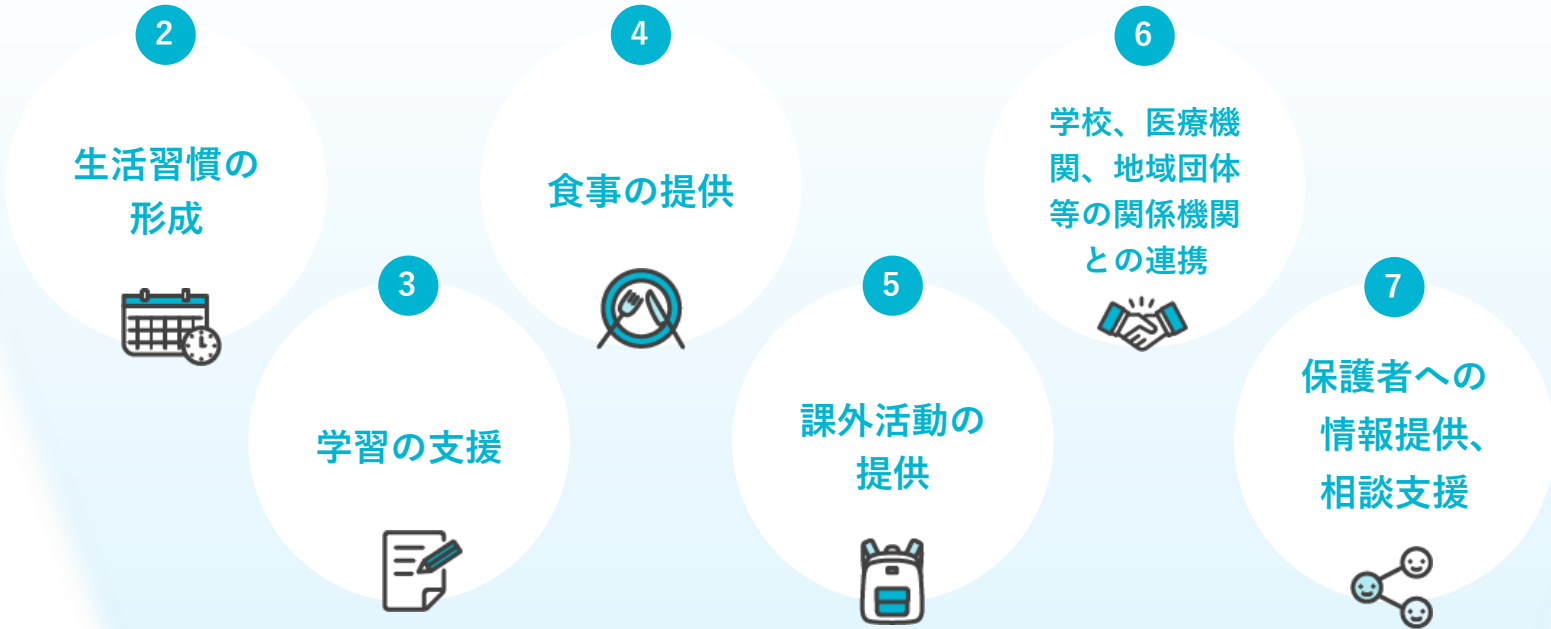 2
生活習慣の
形成
3
学習の支援
4
食事の提供
5
課外活動の
提供
6
学校、医療機
関、地域団体
等の関係機関
との連携
7
保護者への
情報提供、
相談支援